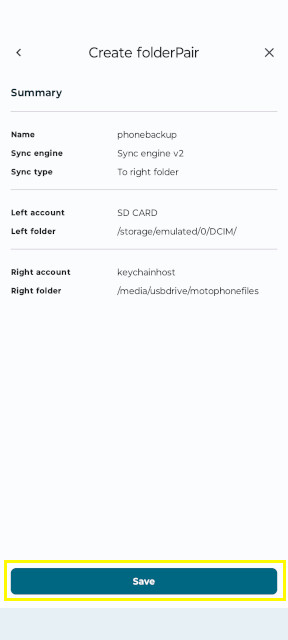 Create folderPair
Summary
Name phonebackup
Sync engine Sync engine v2
Sync type To right folder
Left account SD CARD
Left folder /storage/emulated/0/DCIM/
Right account keychainhost
Right folder /media/usbdrive/motophonefiles
Save